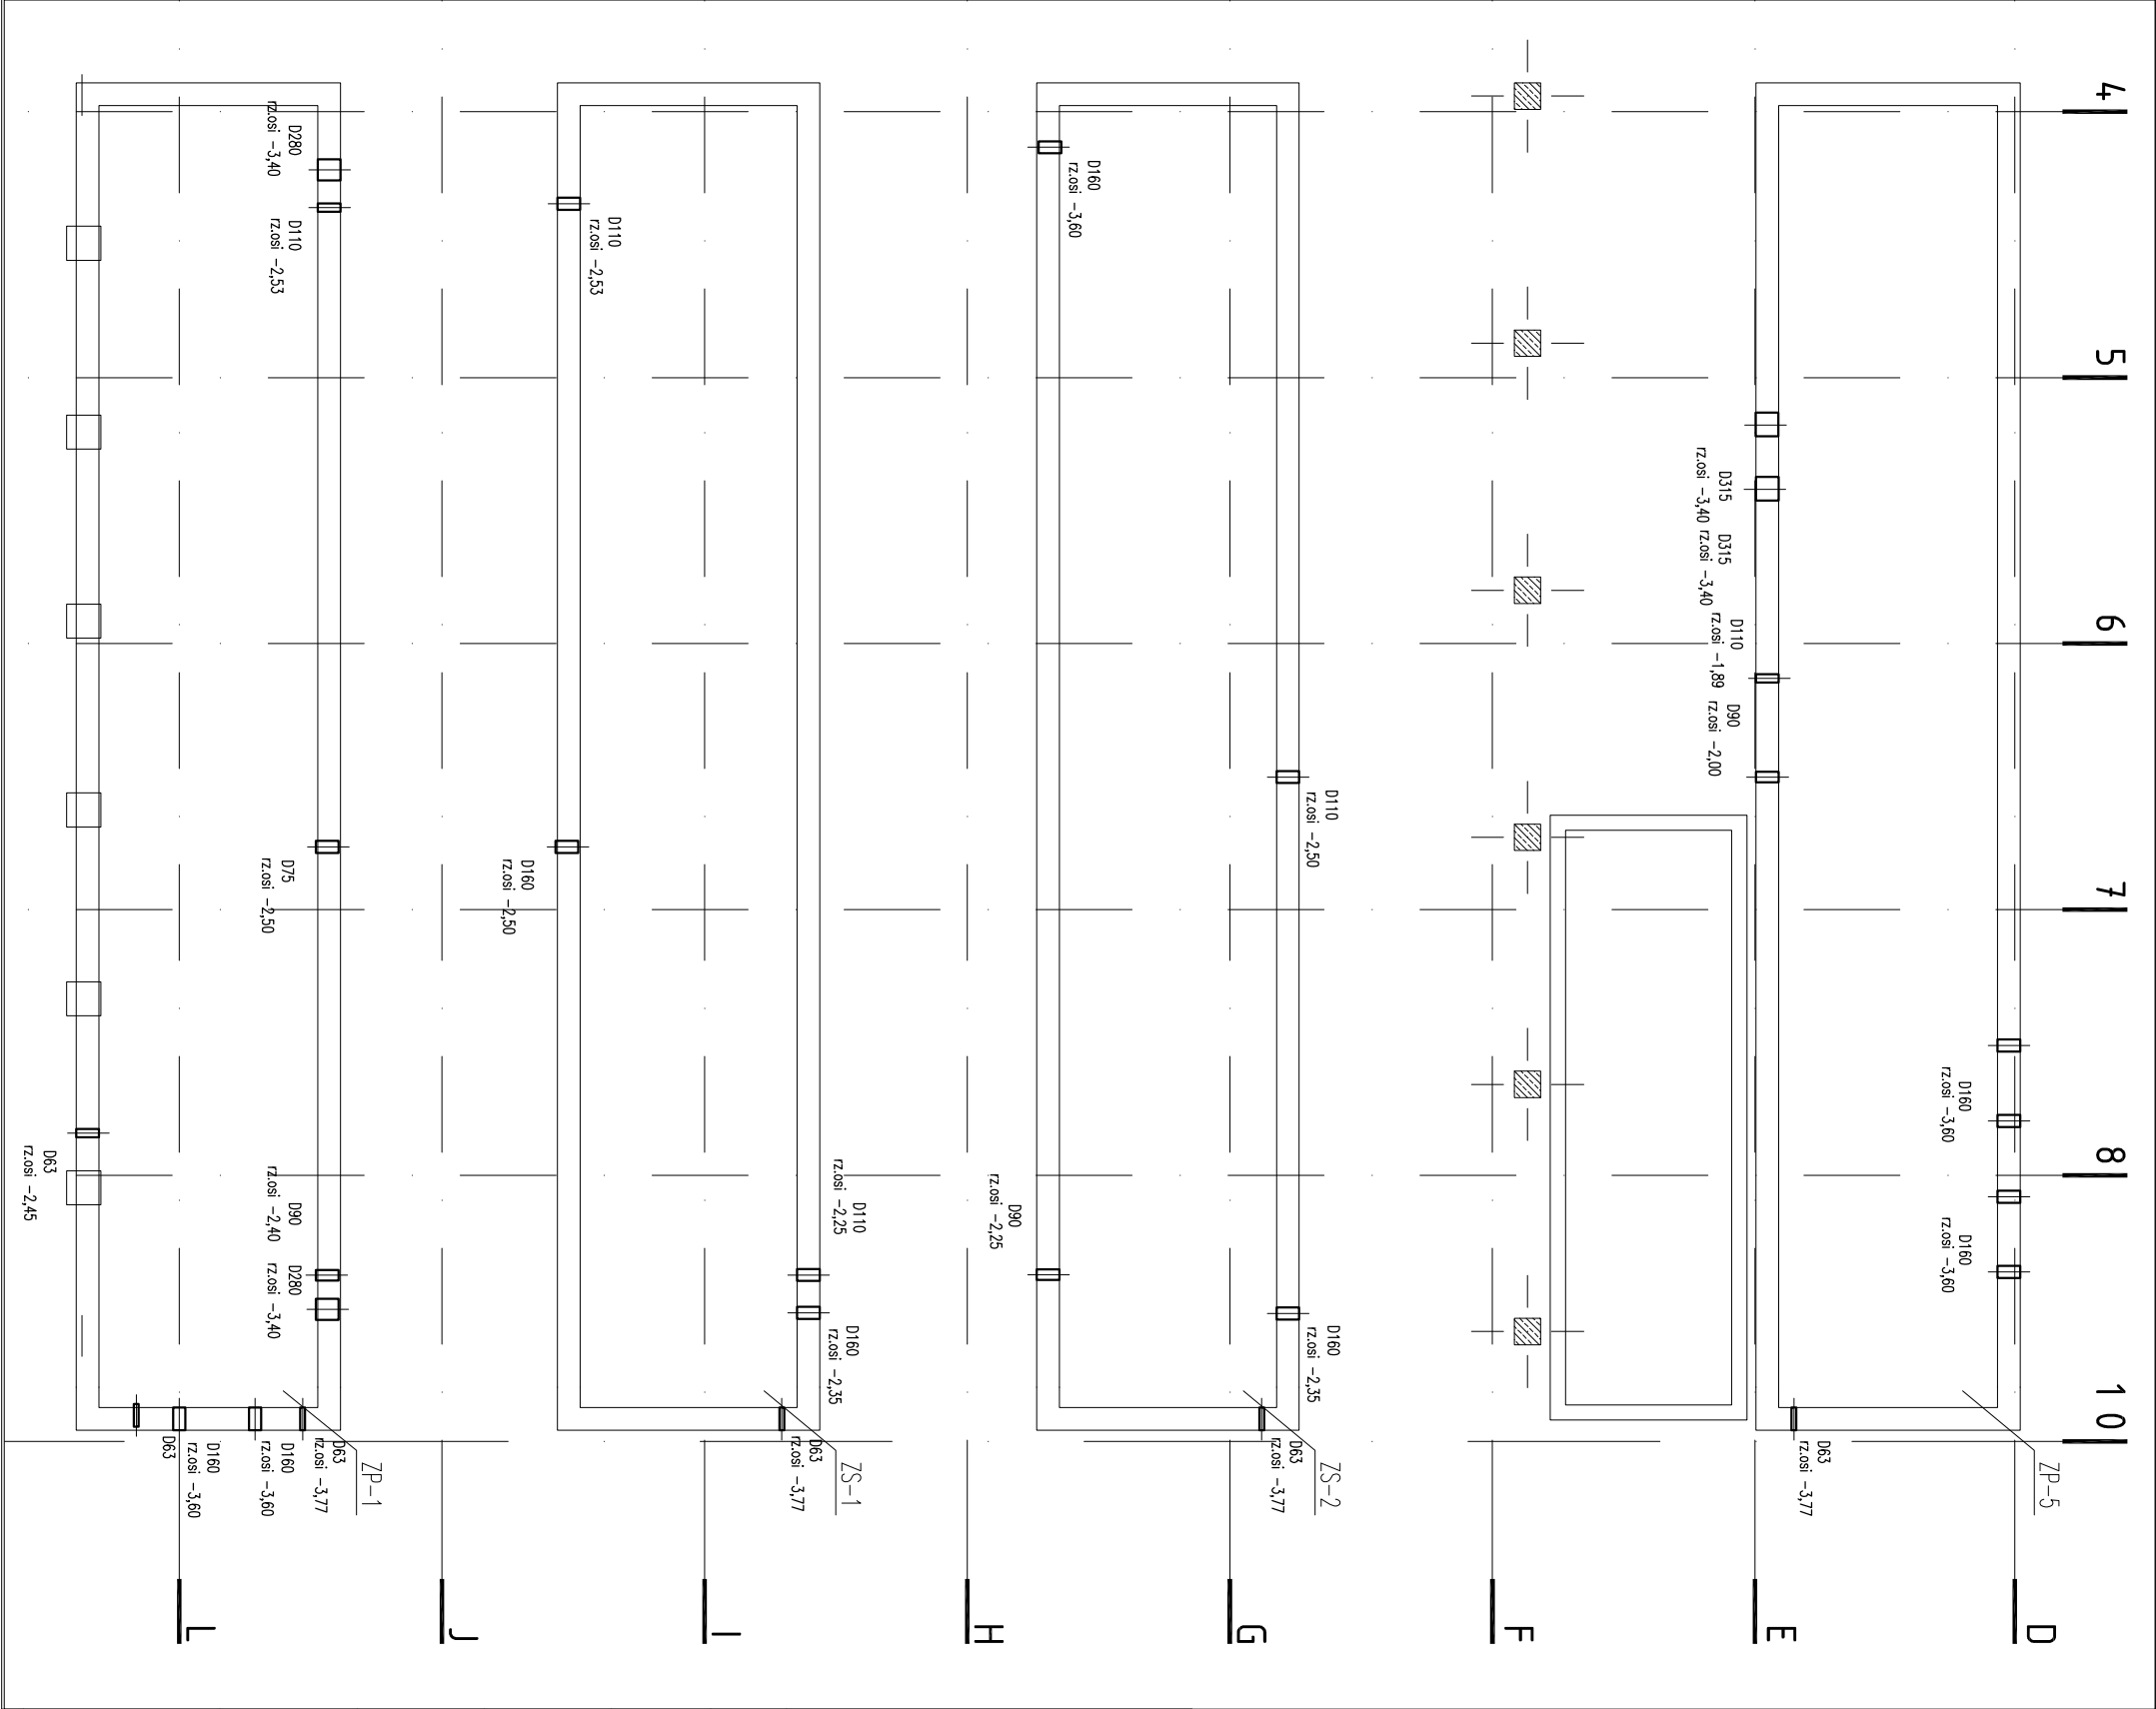 4
5
6
7
8
10
D
E
F
G
H
I
J
L
D160
rz.osi -3,60
D160
rz.osi -3,60
ZP-5
D63
rz.osi -3,77
D315
rz.osi -3,40
D315
rz.osi -3,40
D110
rz.osi -1,89
D90
rz.osi -2,00
D110
rz.osi -2,50
D160
rz.osi -2,35
ZS-2
D63
rz.osi -3,77
D160
rz.osi -3,60
D90
rz.osi -2,25
D110
rz.osi -2,25
D160
rz.osi -2,35
ZS-1
D63
rz.osi -3,77
D110
rz.osi -2,53
D160
rz.osi -2,50
D280
rz.osi -3,40
D110
rz.osi -2,53
D75
rz.osi -2,50
D90
rz.osi -2,40
D280
rz.osi -3,40
ZP-1
D63
rz.osi -3,77
D160
rz.osi -3,60
D160
rz.osi -3,60
D63
D63
rz.osi -2,45